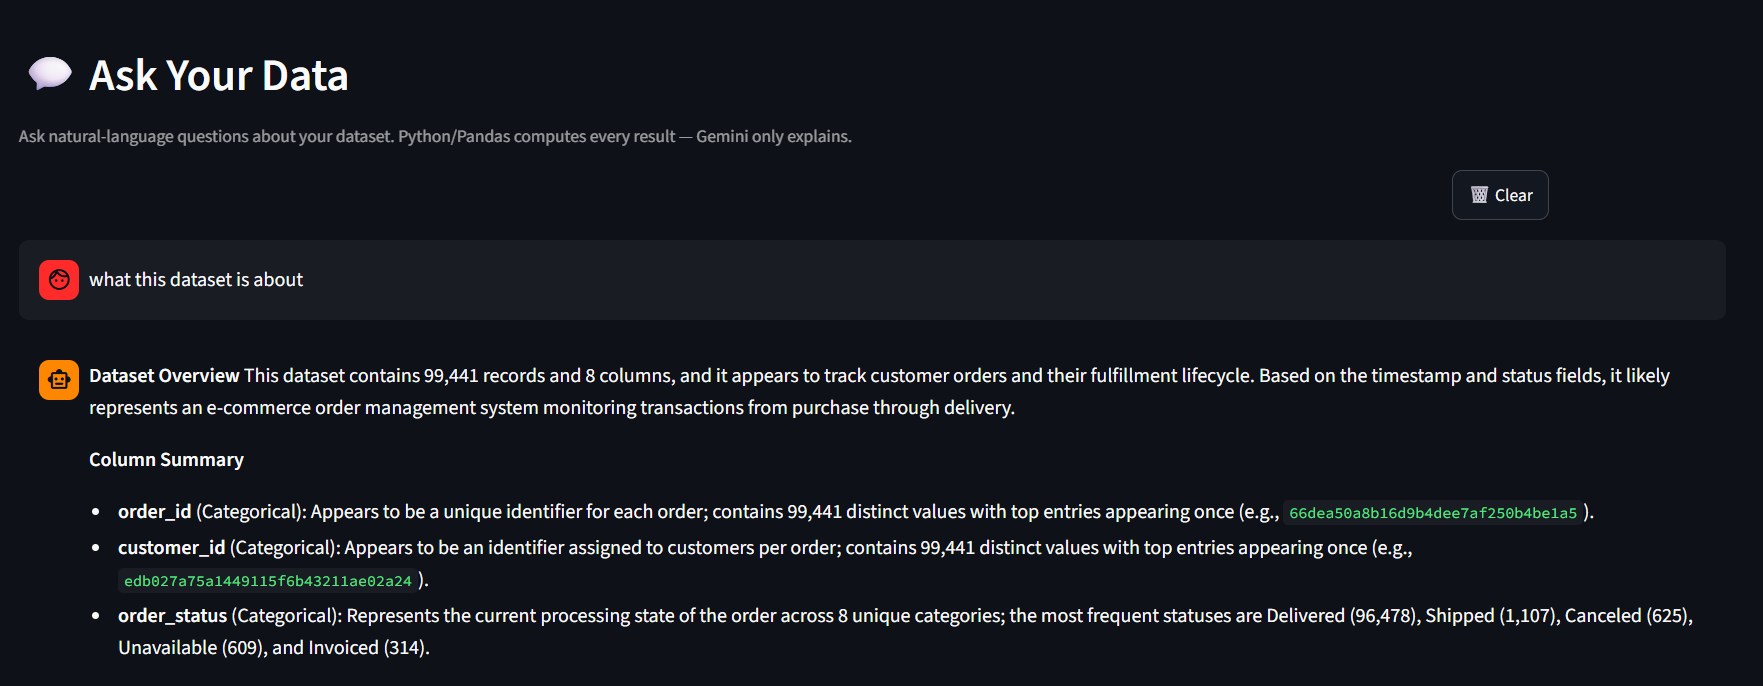 Ask Your Data
Ask natural-language questions about your dataset. Python/Pandas computes every result — Gemini only explains.
Clear
what this dataset is about
Dataset Overview This dataset contains 99,441 records and 8 columns, and it appears to track customer orders and their fulfillment lifecycle. Based on the timestamp and status fields, it likely
represents an e-commerce order management system monitoring transactions from purchase through delivery.
Column Summary
• order_id (Categorical): Appears to be a unique identifier for each order; contains 99,441 distinct values with top entries appearing once (e.g., 66dea50a8b16d9b4dee7af250b4be1a5 ).
• customer_id (Categorical): Appears to be an identifier assigned to customers per order; contains 99,441 distinct values with top entries appearing once (e.g.,
edb027a75a1449115f6b43211ae02a24 ).
• order_status (Categorical): Represents the current processing state of the order across 8 unique categories; the most frequent statuses are Delivered (96,478), Shipped (1,107), Canceled (625),
Unavailable (609), and Invoiced (314).